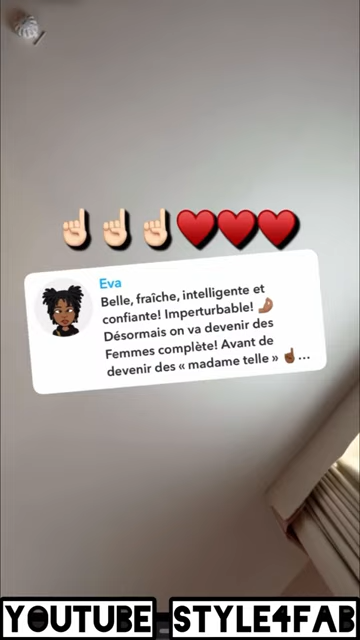 ☝🏻☝🏻☝🏻❤️❤️❤️
Eva
Belle, fraîche, intelligente et
confiante! Imperturbable! 🤌🏾
Désormais on va devenir des
Femmes complète! Avant de
devenir des « madame telle » ☝🏾...
YOUTUBE STYLE4FAB